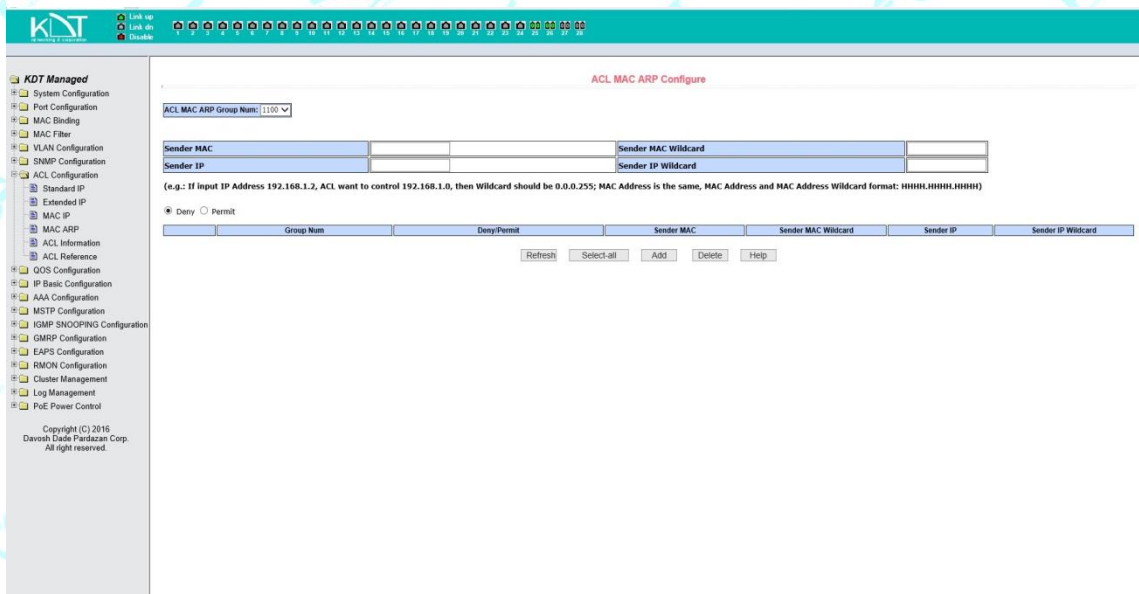 KDT
Link up
Link dn
Disable
1 2 3 4 5 6 7 8 9 10 11 12 13 14 15 16 17 18 19 20 21 22 23 24 25 26 27 28
KDT Managed
System Configuration
Port Configuration
MAC Binding
MAC Filter
VLAN Configuration
SNMP Configuration
ACL Configuration
Standard IP
Extended IP
MAC IP
MAC ARP
ACL Information
ACL Reference
QOS Configuration
IP Basic Configuration
AAA Configuration
MSTP Configuration
IGMP SNOOPING Configuration
GMRP Configuration
EAPS Configuration
RMON Configuration
Cluster Management
Log Management
PoE Power Control
Copyright (C) 2016
Davosh Dade Pardazan Corp.
All right reserved.
ACL MAC ARP Configure
ACL MAC ARP Group Num: 1100
Sender MAC Sender MAC Wildcard
Sender IP Sender IP Wildcard
(e.g.: If input IP Address 192.168.1.2, ACL want to control 192.168.1.0, then Wildcard should be 0.0.0.255; MAC Address is the same, MAC Address and MAC Address Wildcard format: HHHH.HHHH.HHHH)
Deny Permit
Group Num Deny/Permit Sender MAC Sender MAC Wildcard Sender IP Sender IP Wildcard
Refresh Select-all Add Delete Help